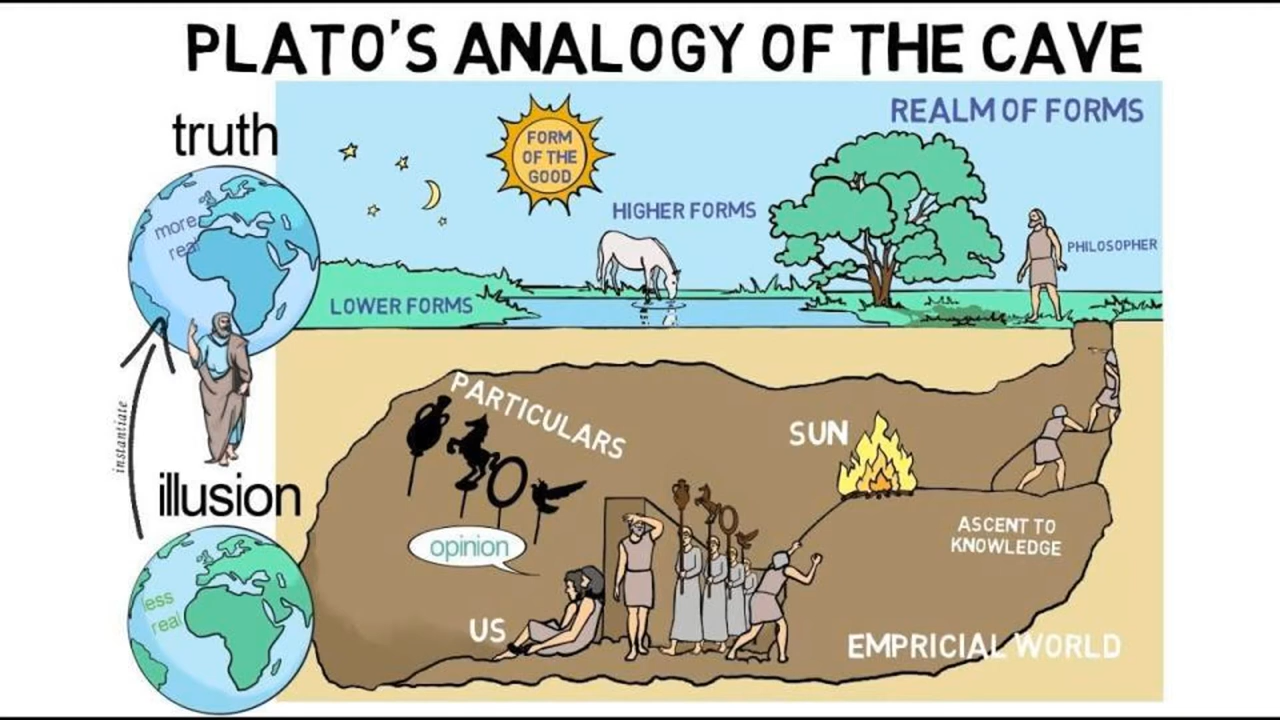 PLATO'S ANALOGY OF THE CAVE
truth
more
real
instantiate
illusion
less
real
REALM OF FORMS
FORM
OF THE
GOOD
HIGHER FORMS
PHILOSOPHER
LOWER FORMS
PARTICULARS
SUN
opinion
ASCENT TO
KNOWLEDGE
US
EMPRICIAL WORLD